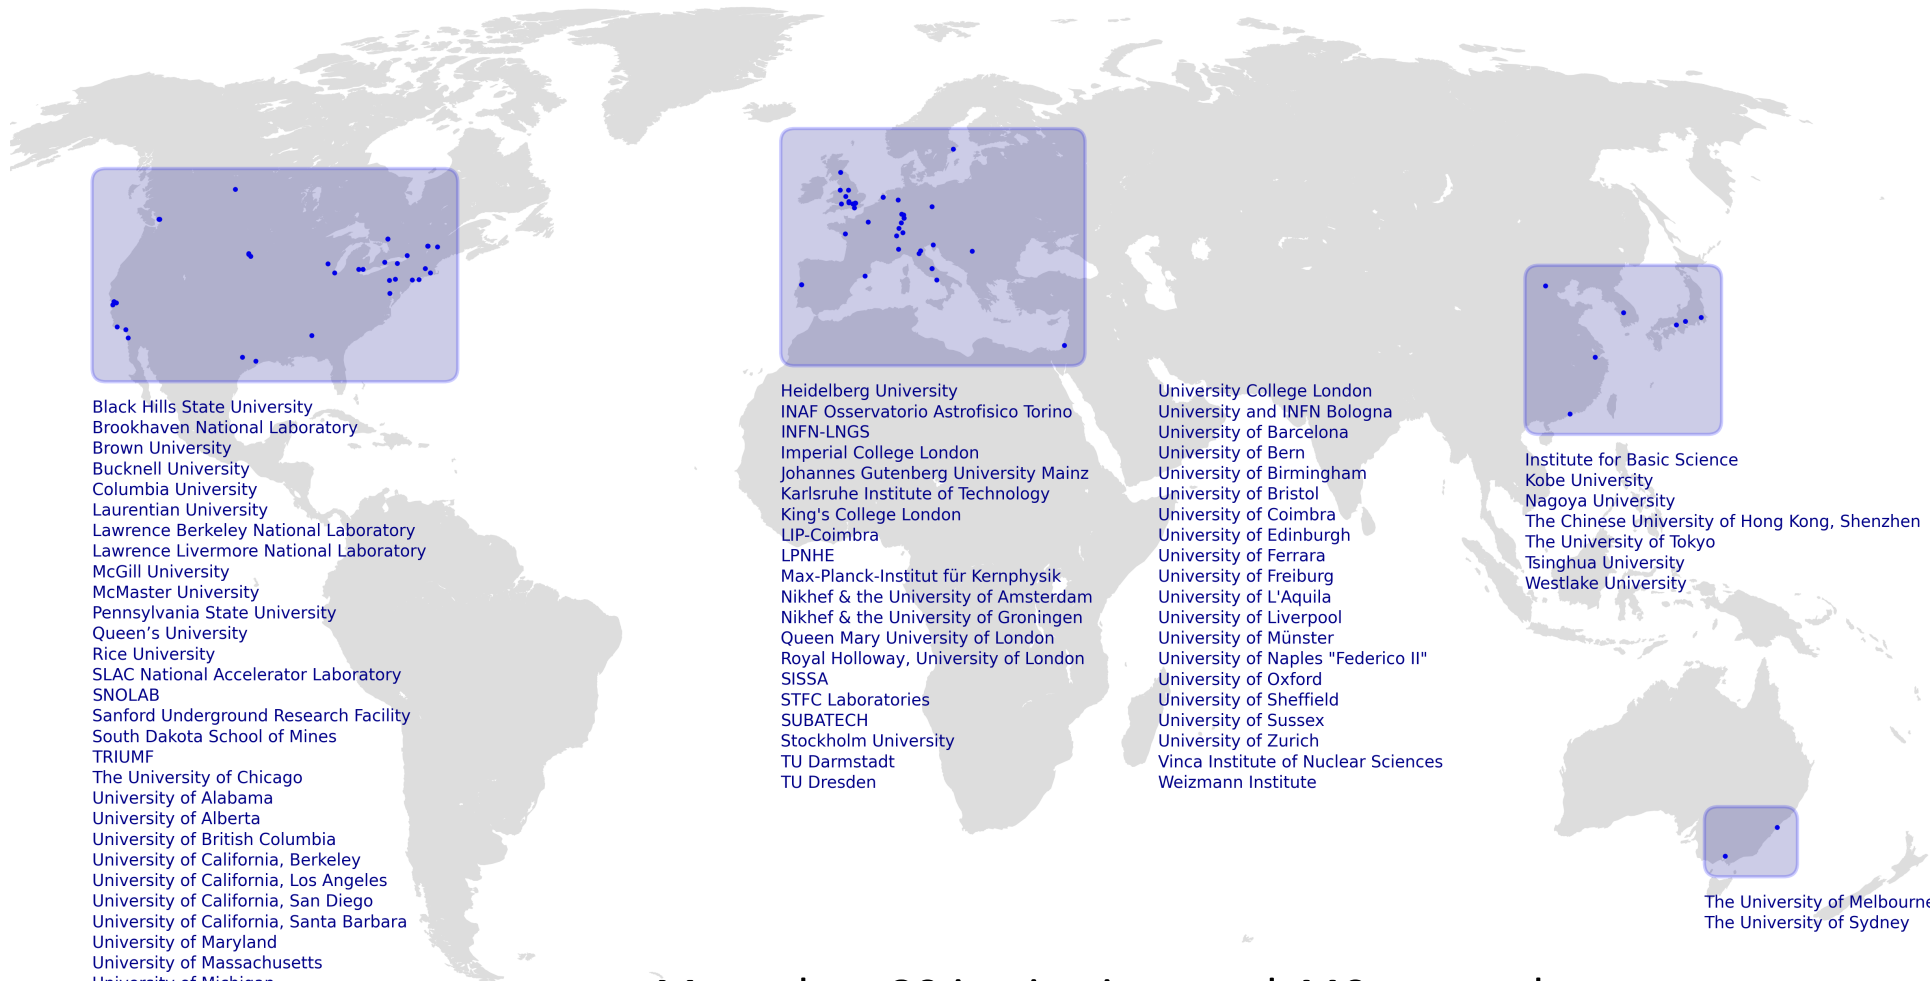 Black Hills State University
Brookhaven National Laboratory
Brown University
Bucknell University
Columbia University
Laurentian University
Lawrence Berkeley National Laboratory
Lawrence Livermore National Laboratory
McGill University
McMaster University
Pennsylvania State University
Queen’s University
Rice University
SLAC National Accelerator Laboratory
SNOLAB
Sanford Underground Research Facility
South Dakota School of Mines
TRIUMF
The University of Chicago
University of Alabama
University of Alberta
University of British Columbia
University of California, Berkeley
University of California, Los Angeles
University of California, San Diego
University of California, Santa Barbara
University of Maryland
University of Massachusetts
University of Michigan
Heidelberg University
INAF Osservatorio Astrofisico Torino
INFN-LNGS
Imperial College London
Johannes Gutenberg University Mainz
Karlsruhe Institute of Technology
King's College London
LIP-Coimbra
LPNHE
Max-Planck-Institut für Kernphysik
Nikhef & the University of Amsterdam
Nikhef & the University of Groningen
Queen Mary University of London
Royal Holloway, University of London
SISSA
STFC Laboratories
SUBATECH
Stockholm University
TU Darmstadt
TU Dresden
University College London
University and INFN Bologna
University of Barcelona
University of Bern
University of Birmingham
University of Bristol
University of Coimbra
University of Edinburgh
University of Ferrara
University of Freiburg
University of L'Aquila
University of Liverpool
University of Münster
University of Naples "Federico II"
University of Oxford
University of Sheffield
University of Sussex
University of Zurich
Vinca Institute of Nuclear Sciences
Weizmann Institute
Institute for Basic Science
Kobe University
Nagoya University
The Chinese University of Hong Kong, Shenzhen
The University of Tokyo
Tsinghua University
Westlake University
The University of Melbourne
The University of Sydney